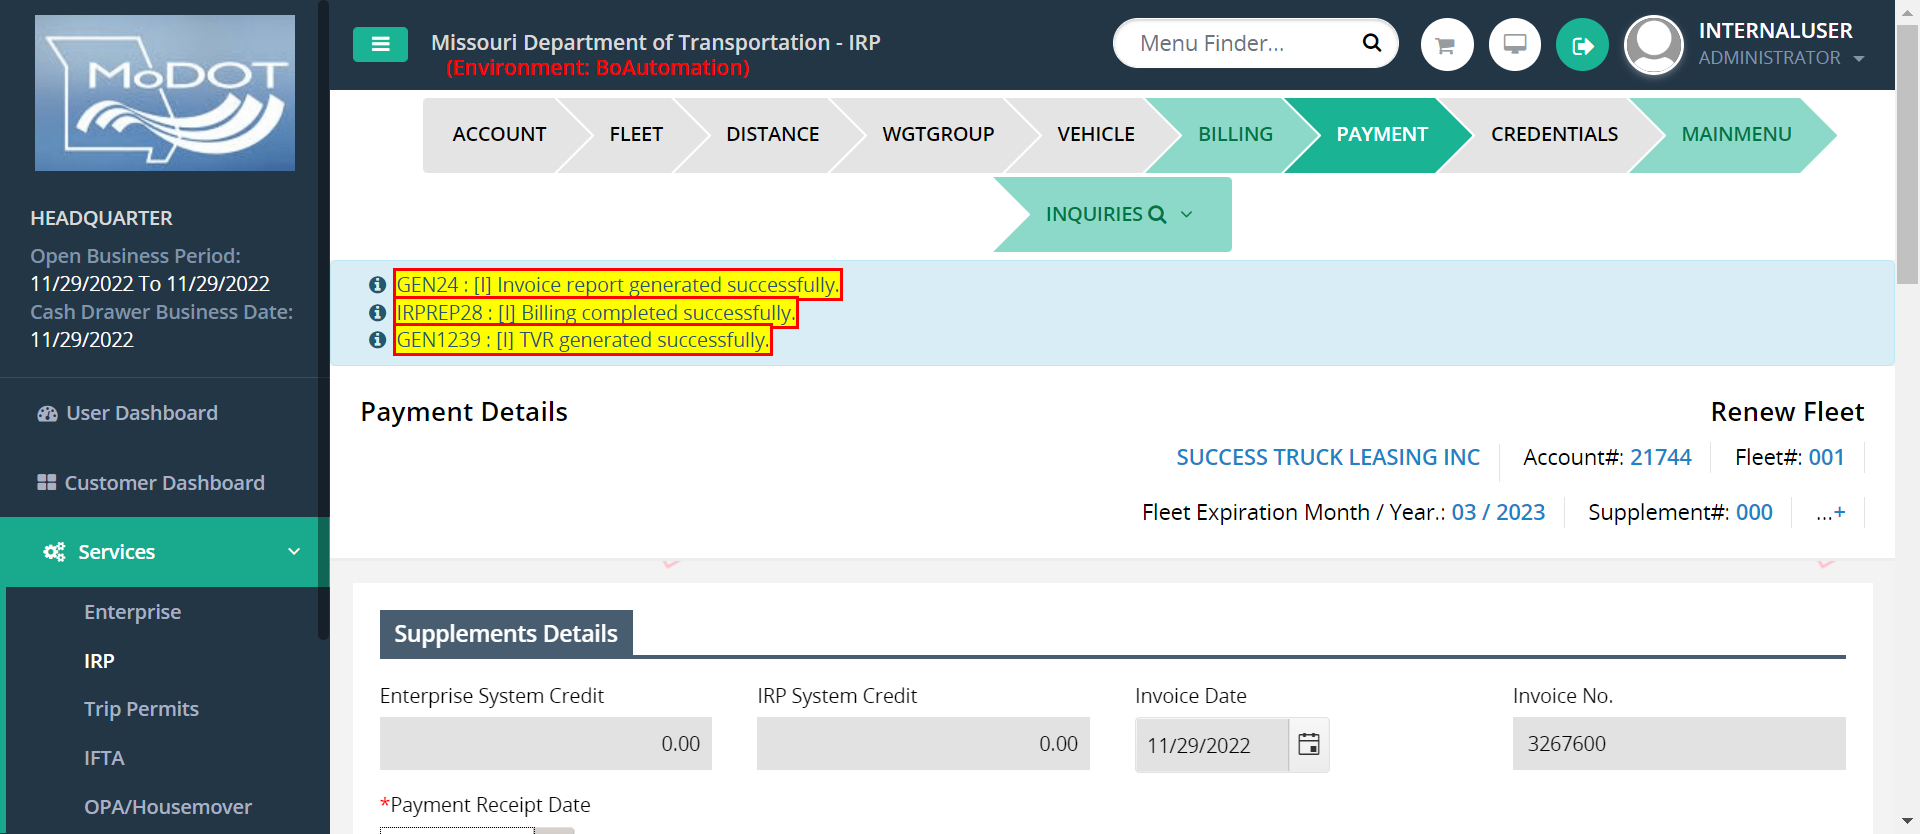 MoDOT
Missouri Department of Transportation - IRP
(Environment: BoAutomation)
Menu Finder...
INTERNALUSER
ADMINISTRATOR
HEADQUARTER
Open Business Period:
11/29/2022 To 11/29/2022
Cash Drawer Business Date:
11/29/2022
User Dashboard
Customer Dashboard
Services
Enterprise
IRP
Trip Permits
IFTA
OPA/Housemover
ACCOUNT
FLEET
DISTANCE
WGTGROUP
VEHICLE
BILLING
PAYMENT
CREDENTIALS
MAINMENU
INQUIRIES
GEN24 : [I] Invoice report generated successfully.
IRPREP28 : [I] Billing completed successfully.
GEN1239 : [I] TVR generated successfully.
Payment Details
Renew Fleet
SUCCESS TRUCK LEASING INC
Account#: 21744
Fleet#: 001
Fleet Expiration Month / Year.: 03 / 2023
Supplement#: 000
...+
Supplements Details
Enterprise System Credit
0.00
IRP System Credit
0.00
Invoice Date
11/29/2022
Invoice No.
3267600
*Payment Receipt Date